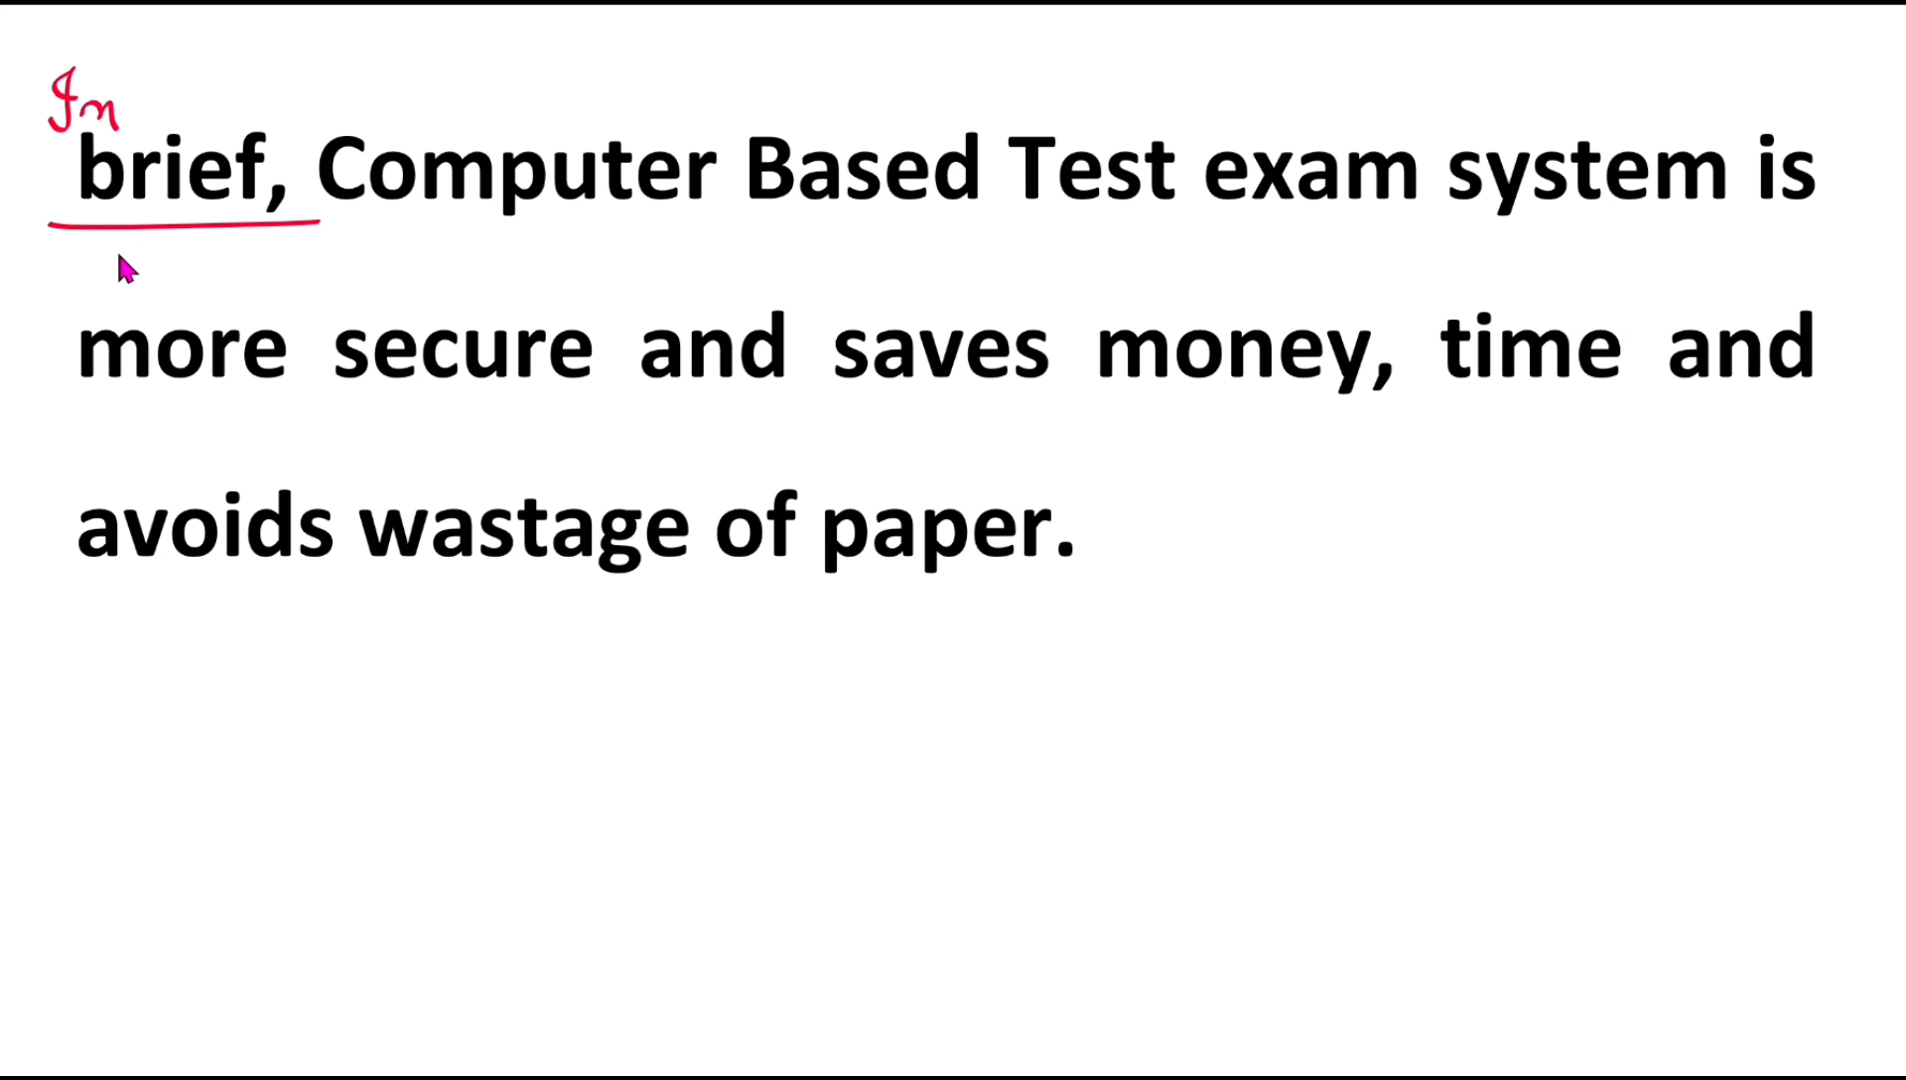 In
brief, Computer Based Test exam system is
more secure and saves money, time and
avoids wastage of paper.